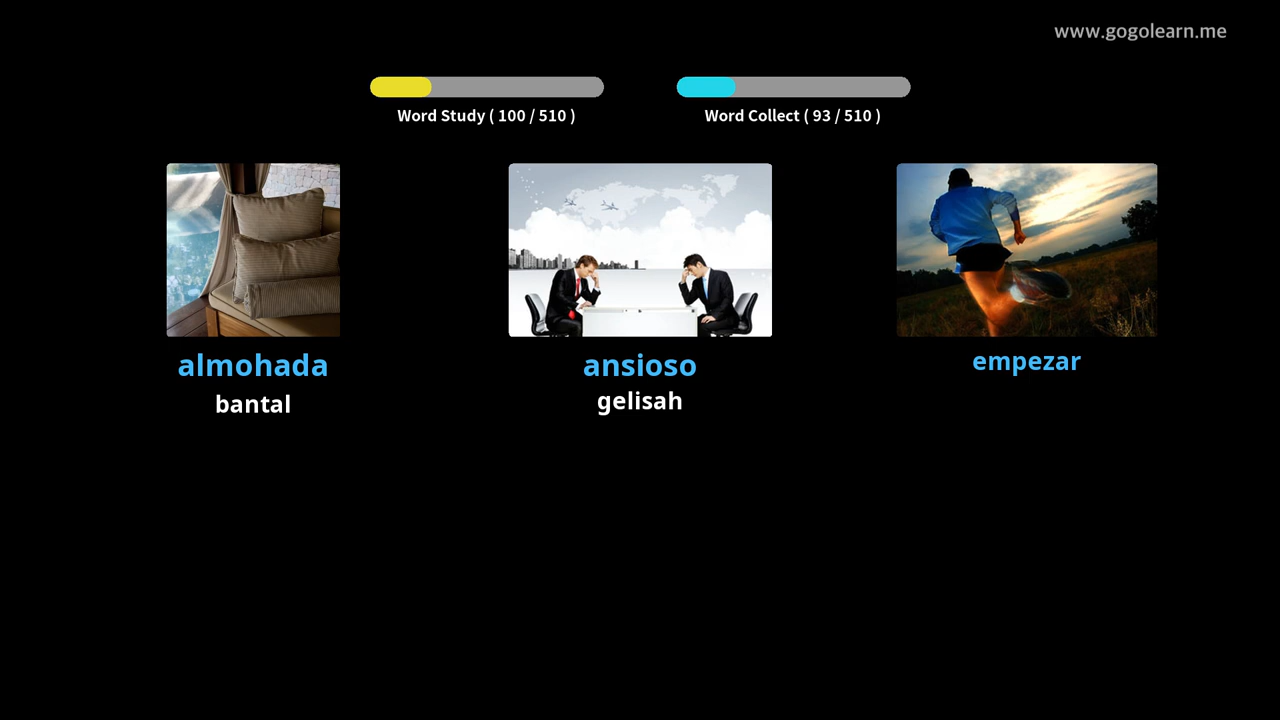 www.gogolearn.me
Word Study ( 100 / 510 )
Word Collect ( 93 / 510 )
almohada
bantal
ansioso
gelisah
empezar